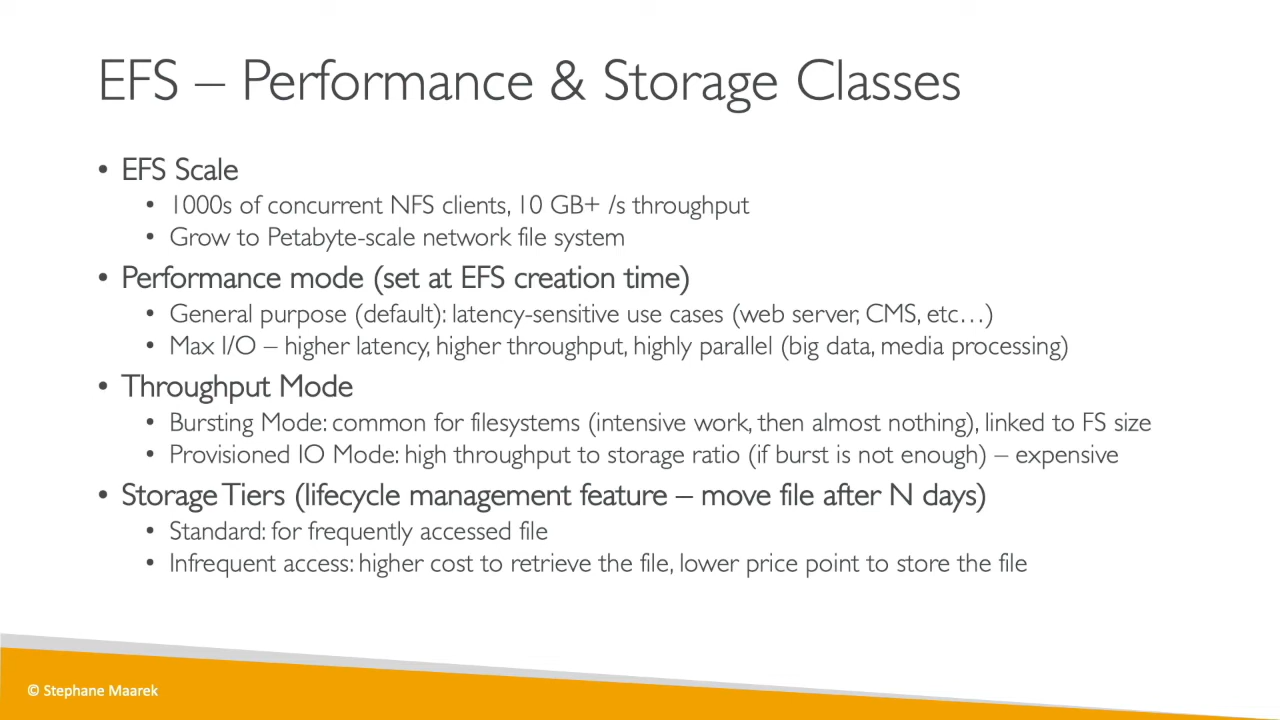 EFS – Performance & Storage Classes
• EFS Scale
• 1000s of concurrent NFS clients, 10 GB+ /s throughput
• Grow to Petabyte-scale network file system
• Performance mode (set at EFS creation time)
• General purpose (default): latency-sensitive use cases (web server, CMS, etc…)
• Max I/O – higher latency, higher throughput, highly parallel (big data, media processing)
• Throughput Mode
• Bursting Mode: common for filesystems (intensive work, then almost nothing), linked to FS size
• Provisioned IO Mode: high throughput to storage ratio (if burst is not enough) – expensive
• Storage Tiers (lifecycle management feature – move file after N days)
• Standard: for frequently accessed file
• Infrequent access: higher cost to retrieve the file, lower price point to store the file
© Stephane Maarek